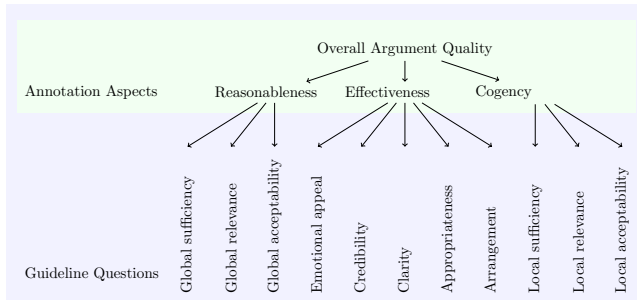 Overall Argument Quality
Annotation Aspects
Reasonableness
Effectiveness
Cogency
Guideline Questions
Global sufficiency
Global relevance
Global acceptability
Emotional appeal
Credibility
Clarity
Appropriateness
Arrangement
Local sufficiency
Local relevance
Local acceptability